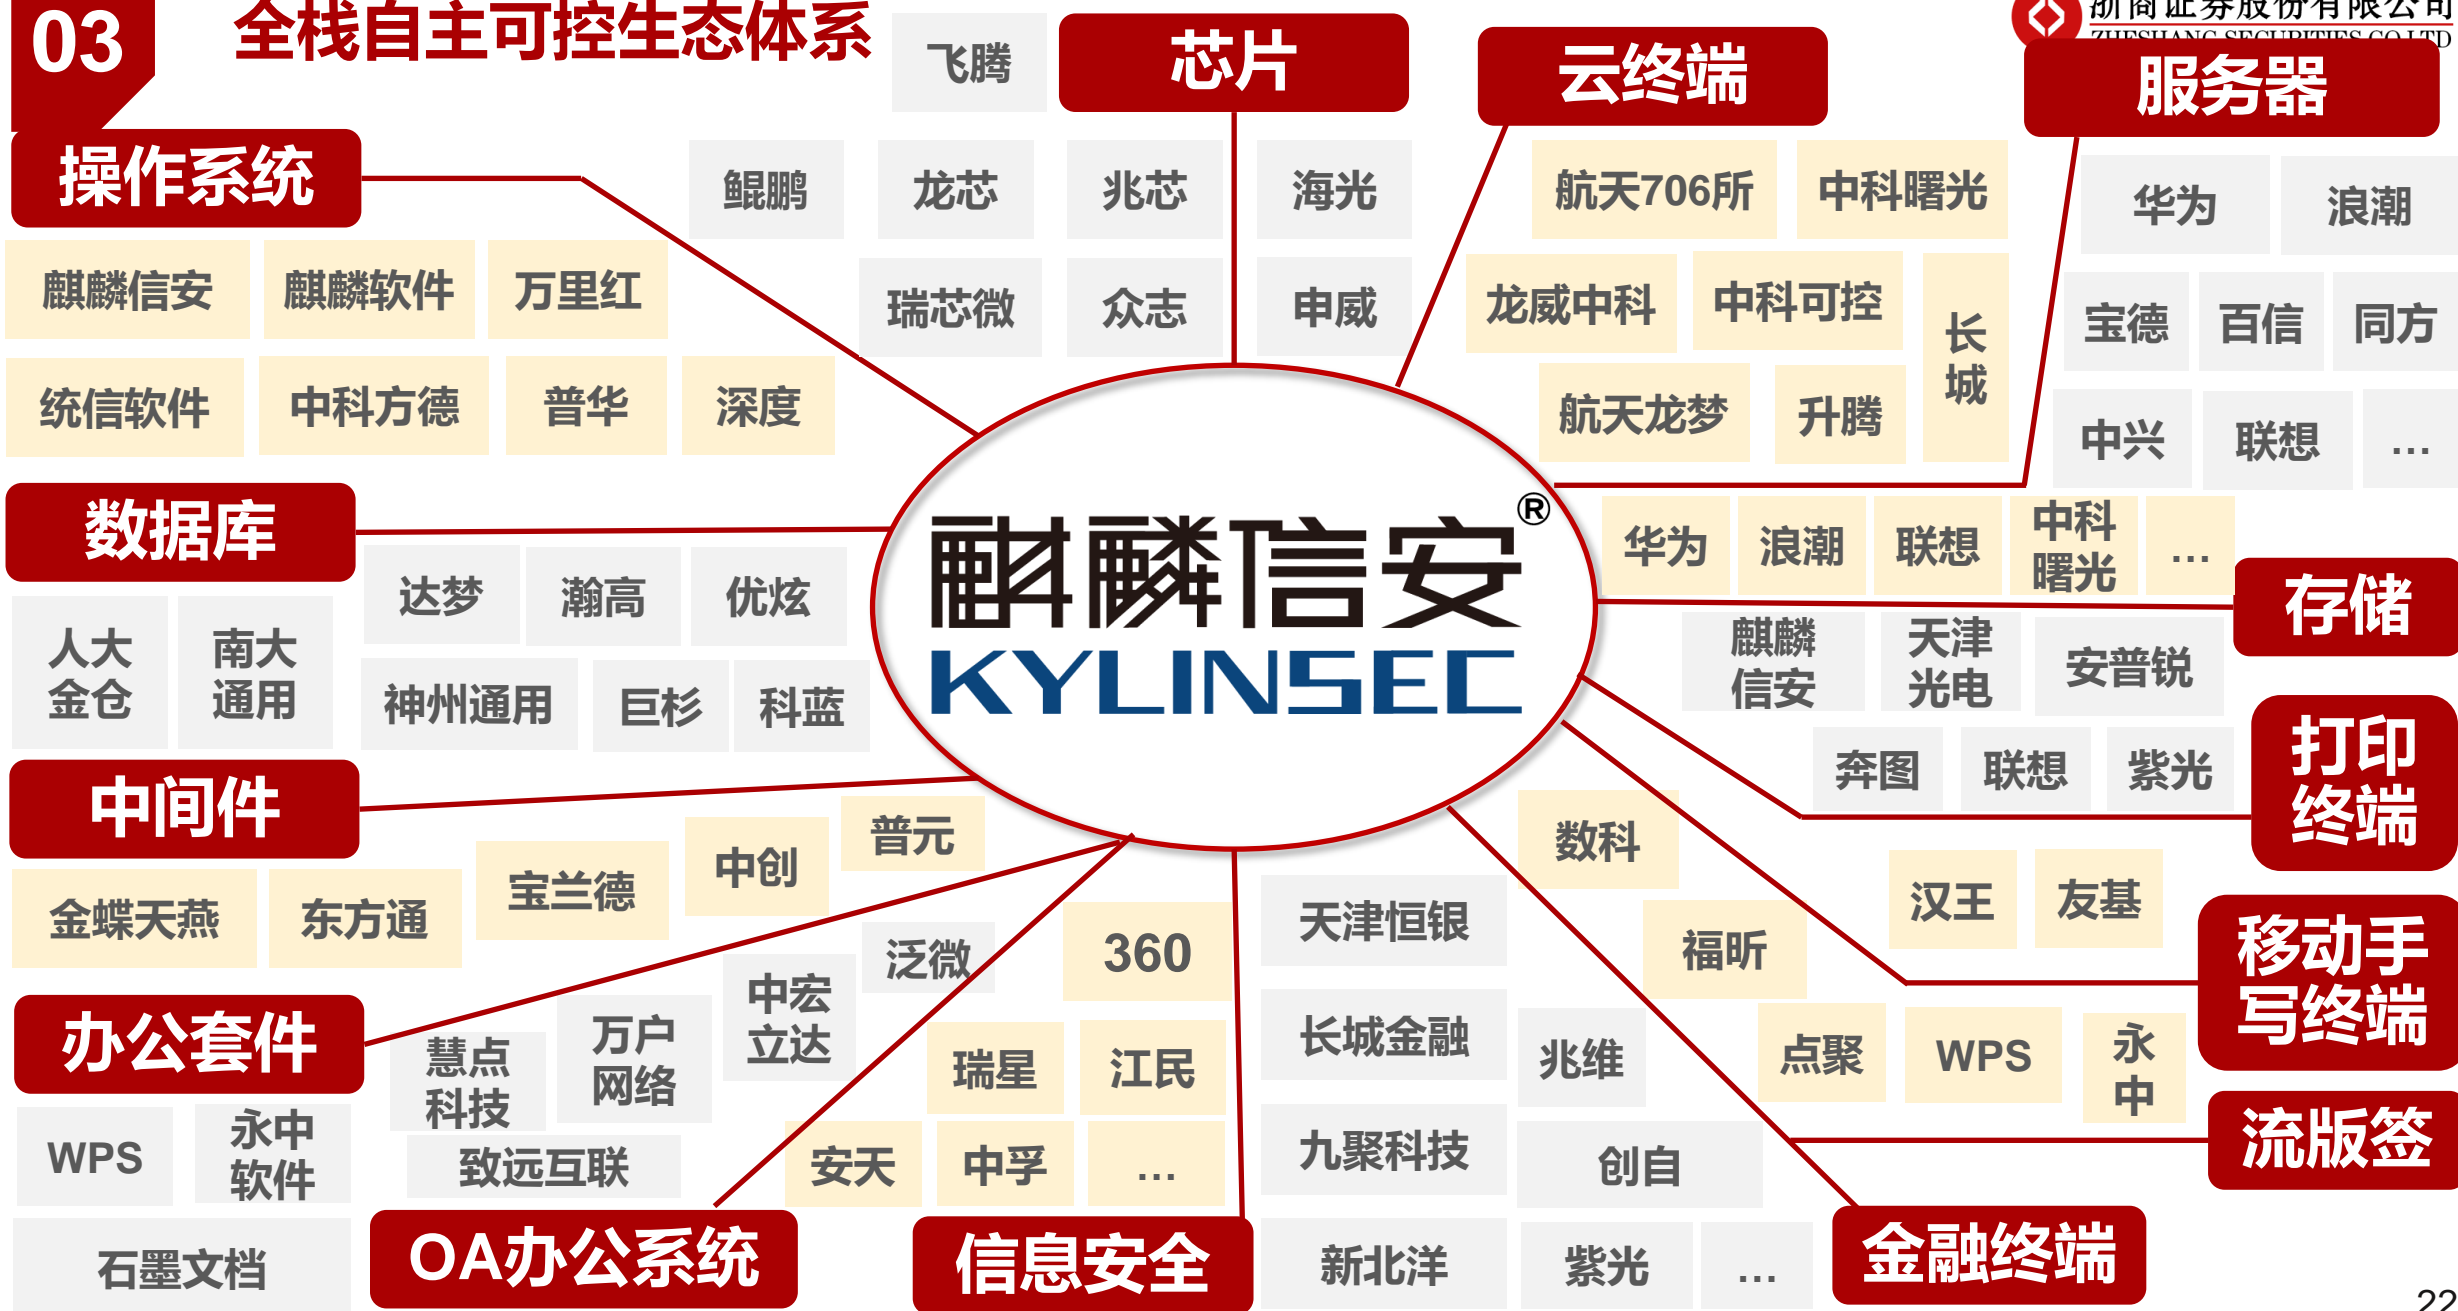 03
全栈自主可控生态体系
浙商证券股份有限公司
ZHESHANG SECURITIES CO.LTD
芯片
飞腾
鲲鹏
龙芯
兆芯
海光
瑞芯微
众志
申威
云终端
航天706所
中科曙光
龙威中科
中科可控
长
城
航天龙梦
升腾
服务器
华为
浪潮
宝德
百信
同方
中兴
联想
…
操作系统
麒麟信安
麒麟软件
万里红
统信软件
中科方德
普华
深度
数据库
达梦
瀚高
优炫
人大
金仓
南大
通用
神州通用
巨杉
科蓝
麒麟信安®
KYLINSEC
存储
华为
浪潮
联想
中科
曙光
…
麒麟
信安
天津
光电
安普锐
奔图
联想
紫光
打印
终端
中间件
金蝶天燕
东方通
宝兰德
中创
普元
汉王
友基
移动手
写终端
办公套件
WPS
永中
软件
石墨文档
慧点
科技
万户
网络
中宏
立达
泛微
致远互联
OA办公系统
360
瑞星
江民
安天
中孚
…
信息安全
数科
福昕
点聚
WPS
永
中
流版签
天津恒银
长城金融
兆维
九聚科技
创自
新北洋
紫光
…
金融终端
22